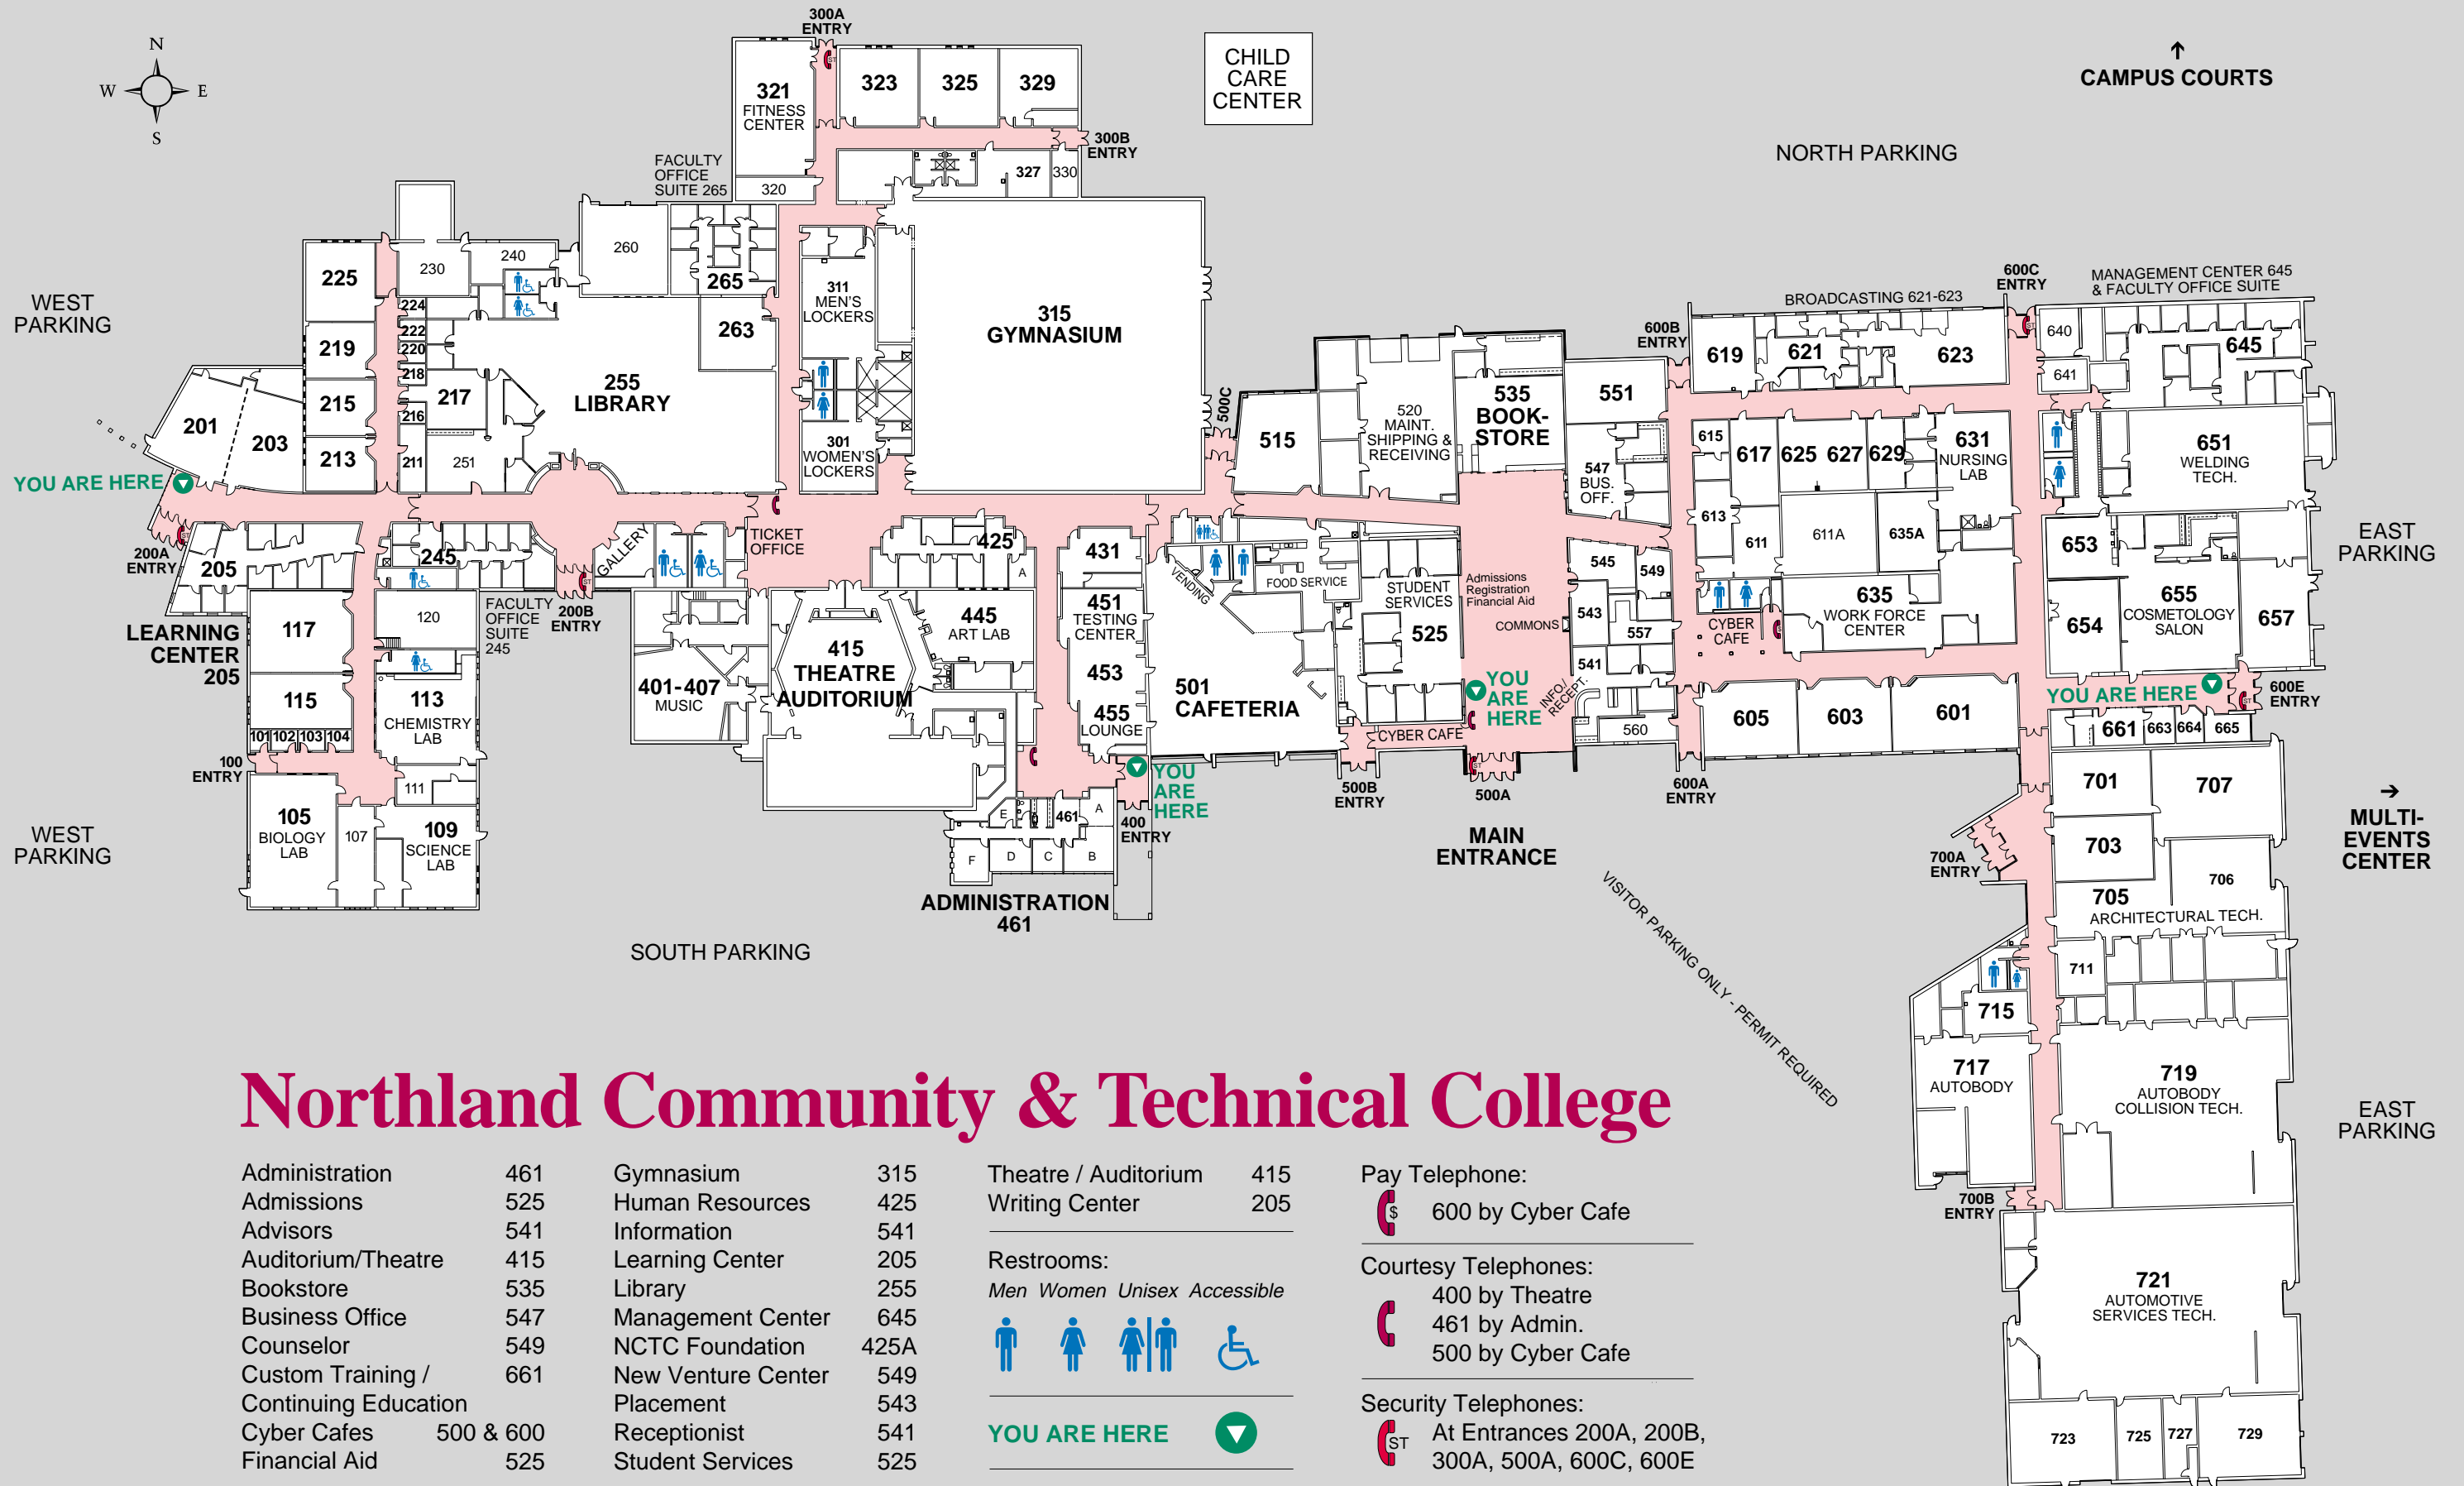 300A
ENTRY
N
W E
S
CHILD
CARE
CENTER
↑
CAMPUS COURTS
NORTH PARKING
321
FITNESS
CENTER
ST
323
325
329
300B
ENTRY
320
327
330
FACULTY
OFFICE
SUITE 265
WEST
PARKING
225
230
240
260
265
224
222
220
218
216
219
215
213
211
217
251
255
LIBRARY
263
201
203
YOU ARE HERE
200A
ENTRY
ST
205
LEARNING
CENTER
205
245
FACULTY
OFFICE
SUITE
245
GALLERY
ST
200B
ENTRY
311
MEN'S
LOCKERS
301
WOMEN'S
LOCKERS
315
GYMNASIUM
TICKET
OFFICE
117
120
115
113
CHEMISTRY
LAB
101 102 103 104
100
ENTRY
111
105
BIOLOGY
LAB
107
109
SCIENCE
LAB
WEST
PARKING
401-407
MUSIC
415
THEATRE
AUDITORIUM
425
A
431
445
ART LAB
451
TESTING
CENTER
453
455
LOUNGE
YOU
ARE
HERE
400
ENTRY
461
A
B
C
D
E
F
ADMINISTRATION
461
SOUTH PARKING
500C
515
520
MAINT.
SHIPPING &
RECEIVING
535
BOOK-
STORE
551
547
BUS.
OFF.
VENDING
FOOD SERVICE
501
CAFETERIA
STUDENT
SERVICES
525
Admissions
Registration
Financial Aid
COMMONS
545
549
543
557
541
560
YOU
ARE
HERE
INFO./
RECEPT.
CYBER CAFE
500B
ENTRY
ST
500A
MAIN
ENTRANCE
600A
ENTRY
600B
ENTRY
BROADCASTING 621-623
600C
ENTRY
ST
MANAGEMENT CENTER 645
& FACULTY OFFICE SUITE
619
621
623
640
641
645
615
617
625
627
629
631
NURSING
LAB
651
WELDING
TECH.
613
611
611A
635A
635
WORK FORCE
CENTER
CYBER
CAFE
653
654
655
COSMETOLOGY
SALON
657
EAST
PARKING
605
603
601
YOU ARE HERE
ST
600E
ENTRY
661
663
664
665
701
707
703
705
ARCHITECTURAL TECH.
706
700A
ENTRY
→
MULTI-
EVENTS
CENTER
VISITOR PARKING ONLY - PERMIT REQUIRED
711
715
717
AUTOBODY
719
AUTOBODY
COLLISION TECH.
EAST
PARKING
700B
ENTRY
721
AUTOMOTIVE
SERVICES TECH.
723
725
727
729
Northland Community & Technical College
Administration 461
Admissions 525
Advisors 541
Auditorium/Theatre 415
Bookstore 535
Business Office 547
Counselor 549
Custom Training / 661
Continuing Education
Cyber Cafes 500 & 600
Financial Aid 525
Gymnasium 315
Human Resources 425
Information 541
Learning Center 205
Library 255
Management Center 645
NCTC Foundation 425A
New Venture Center 549
Placement 543
Receptionist 541
Student Services 525
Theatre / Auditorium 415
Writing Center 205
Restrooms:
Men Women Unisex Accessible
YOU ARE HERE
Pay Telephone:
$ 600 by Cyber Cafe
Courtesy Telephones:
400 by Theatre
461 by Admin.
500 by Cyber Cafe
Security Telephones:
ST At Entrances 200A, 200B,
300A, 500A, 600C, 600E